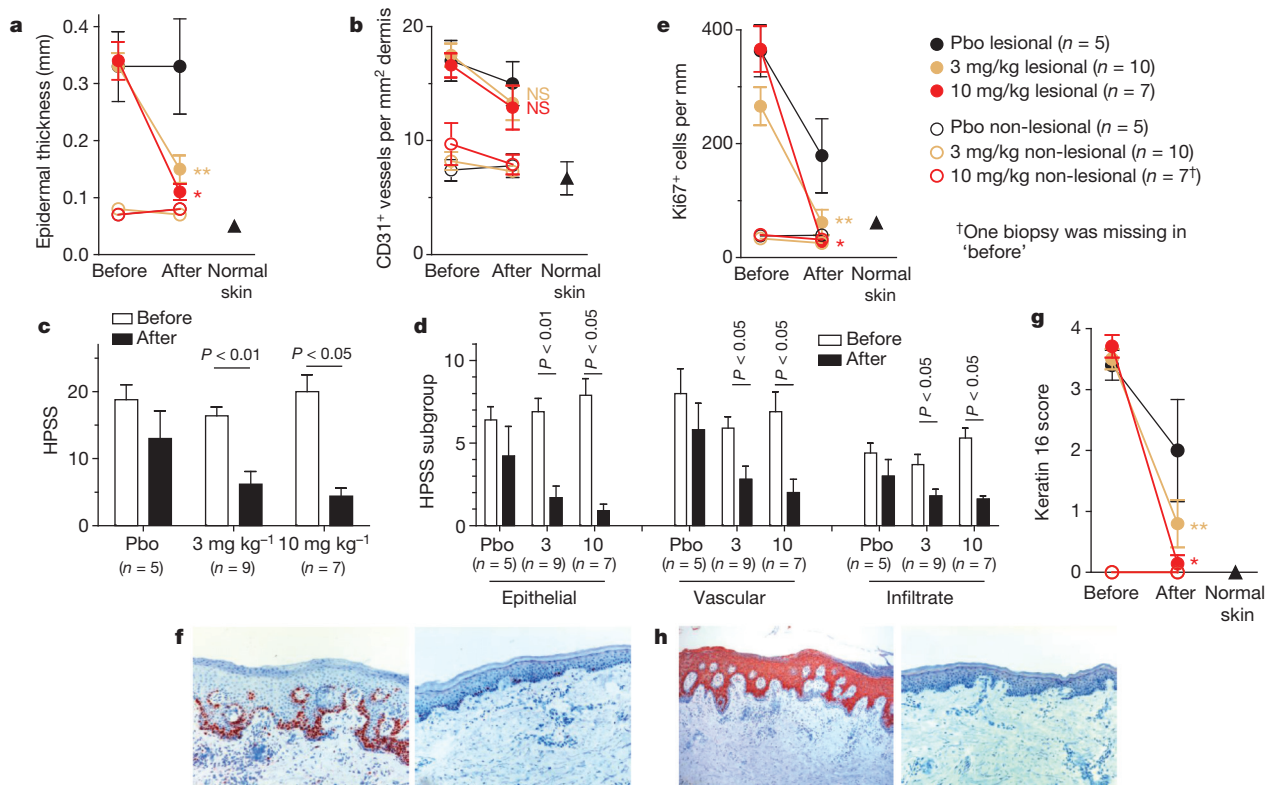 a
Epidermal thickness (mm)
0.4
0.3
0.2
0.1
0.0
**
*
Before After Normal
skin
b
CD31⁺ vessels per mm² dermis
20
10
0
NS
NS
Before After Normal
skin
e
Ki67⁺ cells per mm
400
200
0
**
*
Before After Normal
skin
Pbo lesional (n = 5)
3 mg/kg lesional (n = 10)
10 mg/kg lesional (n = 7)
Pbo non-lesional (n = 5)
3 mg/kg non-lesional (n = 10)
10 mg/kg non-lesional (n = 7†)
†One biopsy was missing in
‘before’
c
Before
After
HPSS
20
10
0
P < 0.01
P < 0.05
Pbo 3 mg kg⁻¹ 10 mg kg⁻¹
(n = 5) (n = 9) (n = 7)
d
Before
After
HPSS subgroup
10
5
0
P < 0.01
P < 0.05
P < 0.05
P < 0.05
P < 0.05
P < 0.05
Pbo 3 10 Pbo 3 10 Pbo 3 10
(n = 5) (n = 9) (n = 7) (n = 5) (n = 9) (n = 7) (n = 5) (n = 9) (n = 7)
Epithelial Vascular Infiltrate
g
Keratin 16 score
4
3
2
1
0
**
*
Before After Normal
skin
f
h